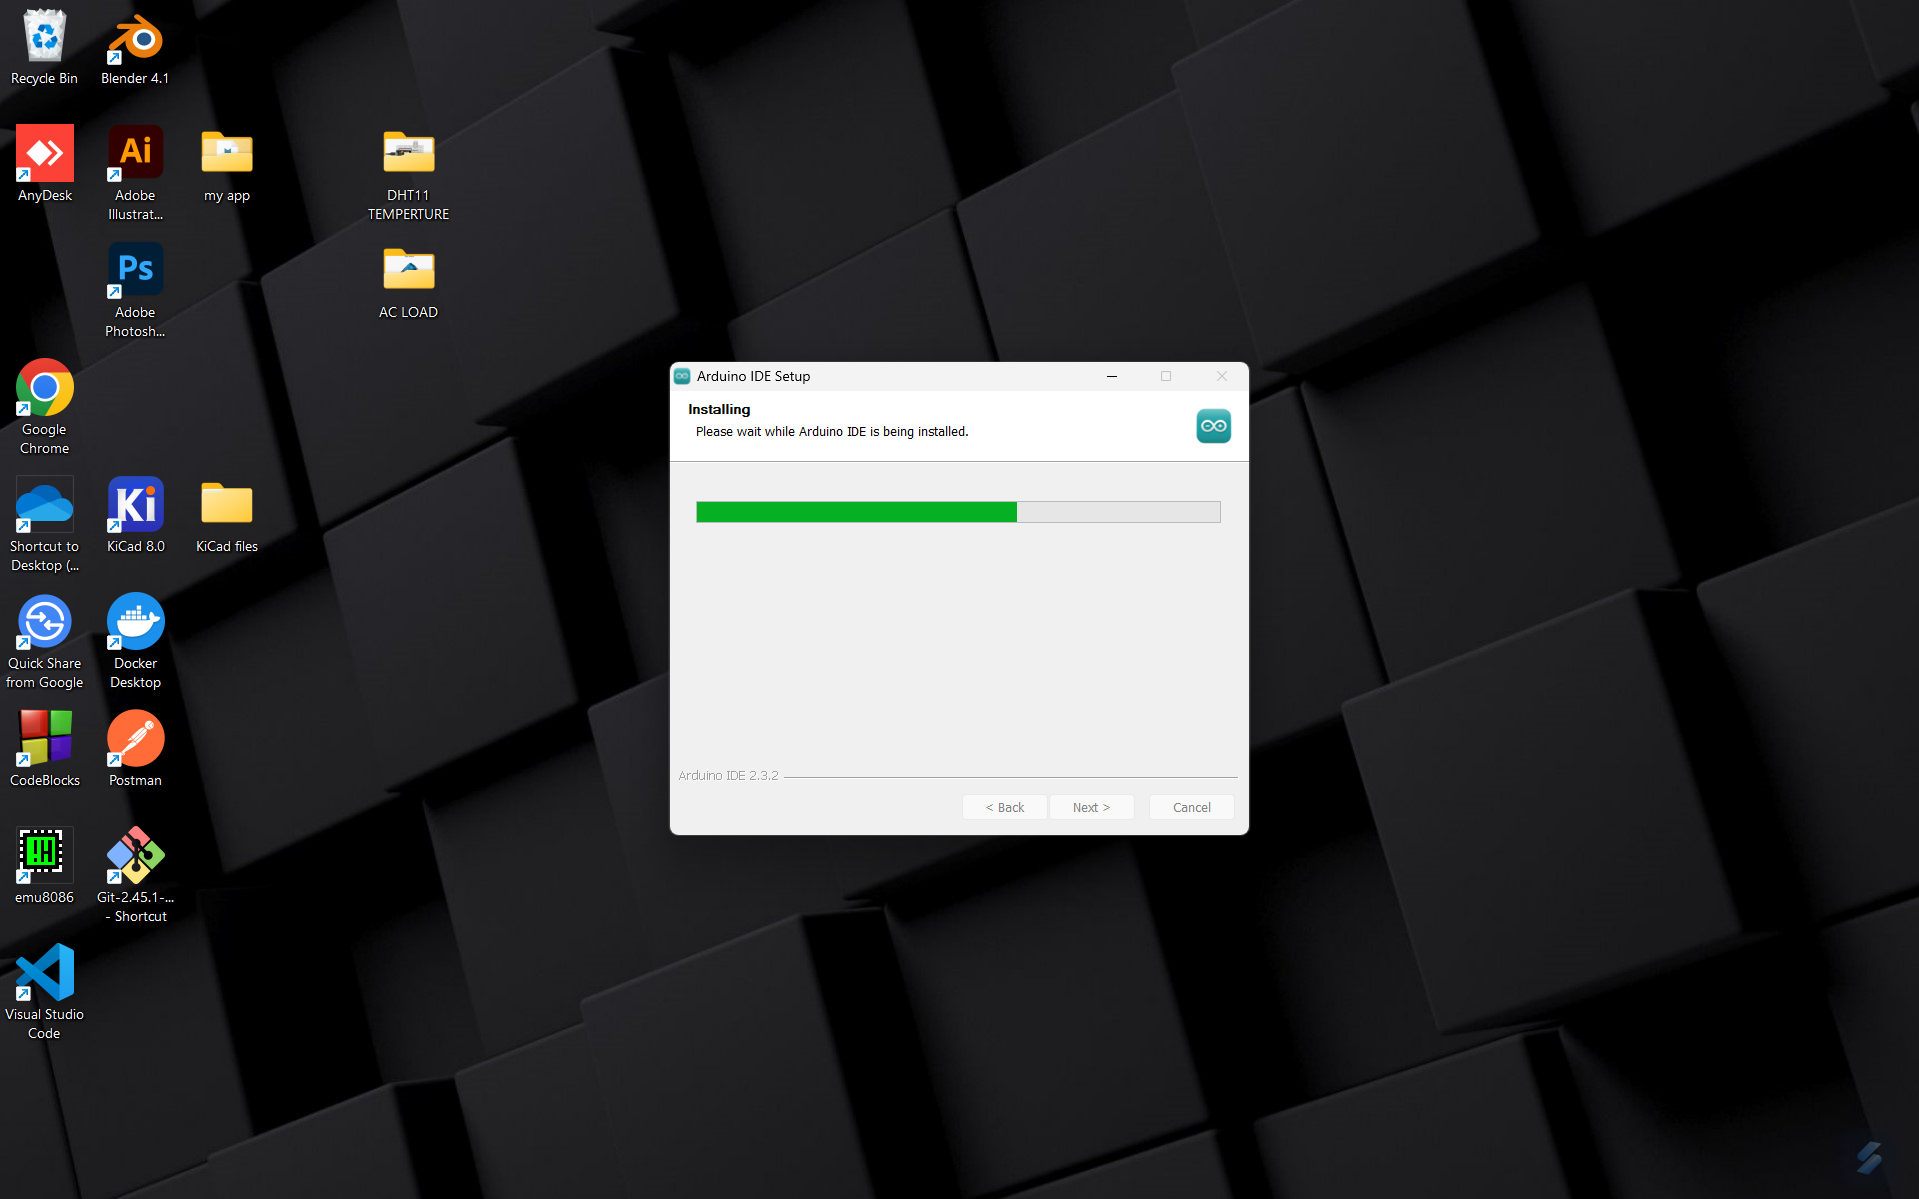 Recycle Bin
Blender 4.1
AnyDesk
Ai
Adobe
Illustrat...
my app
DHT11
TEMPERTURE
Ps
Adobe
Photosh...
AC LOAD
Google
Chrome
Shortcut to
Desktop (...
Ki
KiCad 8.0
KiCad files
Quick Share
from Google
Docker
Desktop
CodeBlocks
Postman
emu8086
Git-2.45.1-...
- Shortcut
Visual Studio
Code
Arduino IDE Setup
Installing
Please wait while Arduino IDE is being installed.
Arduino IDE 2.3.2
< Back
Next >
Cancel